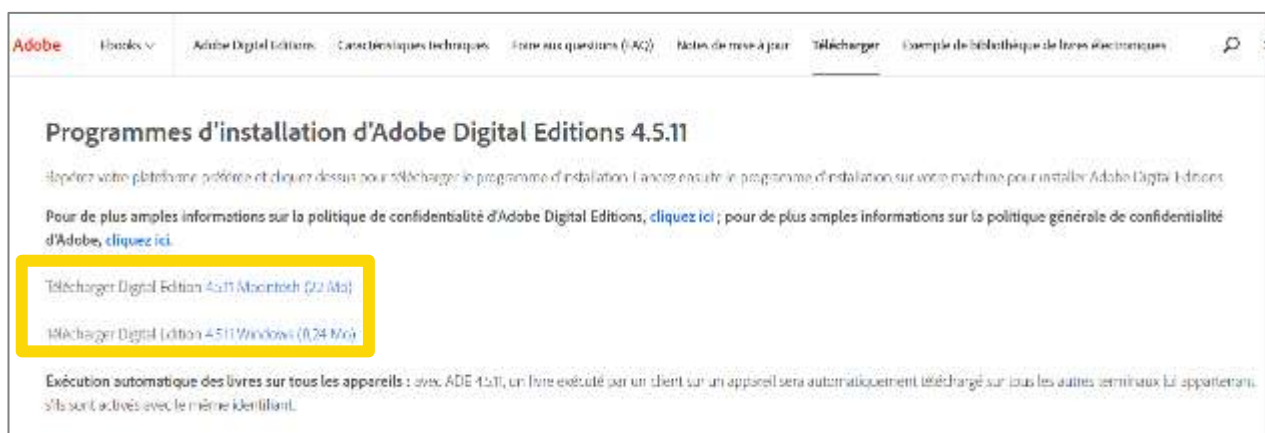 Adobe Ebooks Adobe Digital Editions Caractéristiques techniques Foire aux questions (FAQ) Notes de mise à jour Télécharger Exemple de bibliothèque de livres électroniques
Programmes d'installation d'Adobe Digital Editions 4.5.11
Repérez votre plateforme préférée et cliquez dessus pour télécharger le programme d'installation. Lancez ensuite le programme d'installation sur votre machine pour installer Adobe Digital Editions.
Pour de plus amples informations sur la politique de confidentialité d'Adobe Digital Editions, cliquez ici ; pour de plus amples informations sur la politique générale de confidentialité
d'Adobe, cliquez ici.
Télécharger Digital Edition 4.5.11 Macintosh (22 Mo)
Télécharger Digital Edition 4.5.11 Windows (8,24 Mo)
Exécution automatique des livres sur tous les appareils : avec ADE 4.5.11, un livre exécuté par un client sur un appareil sera automatiquement téléchargé sur tous les autres terminaux lui appartenant,
s'ils sont activés avec le même identifiant.